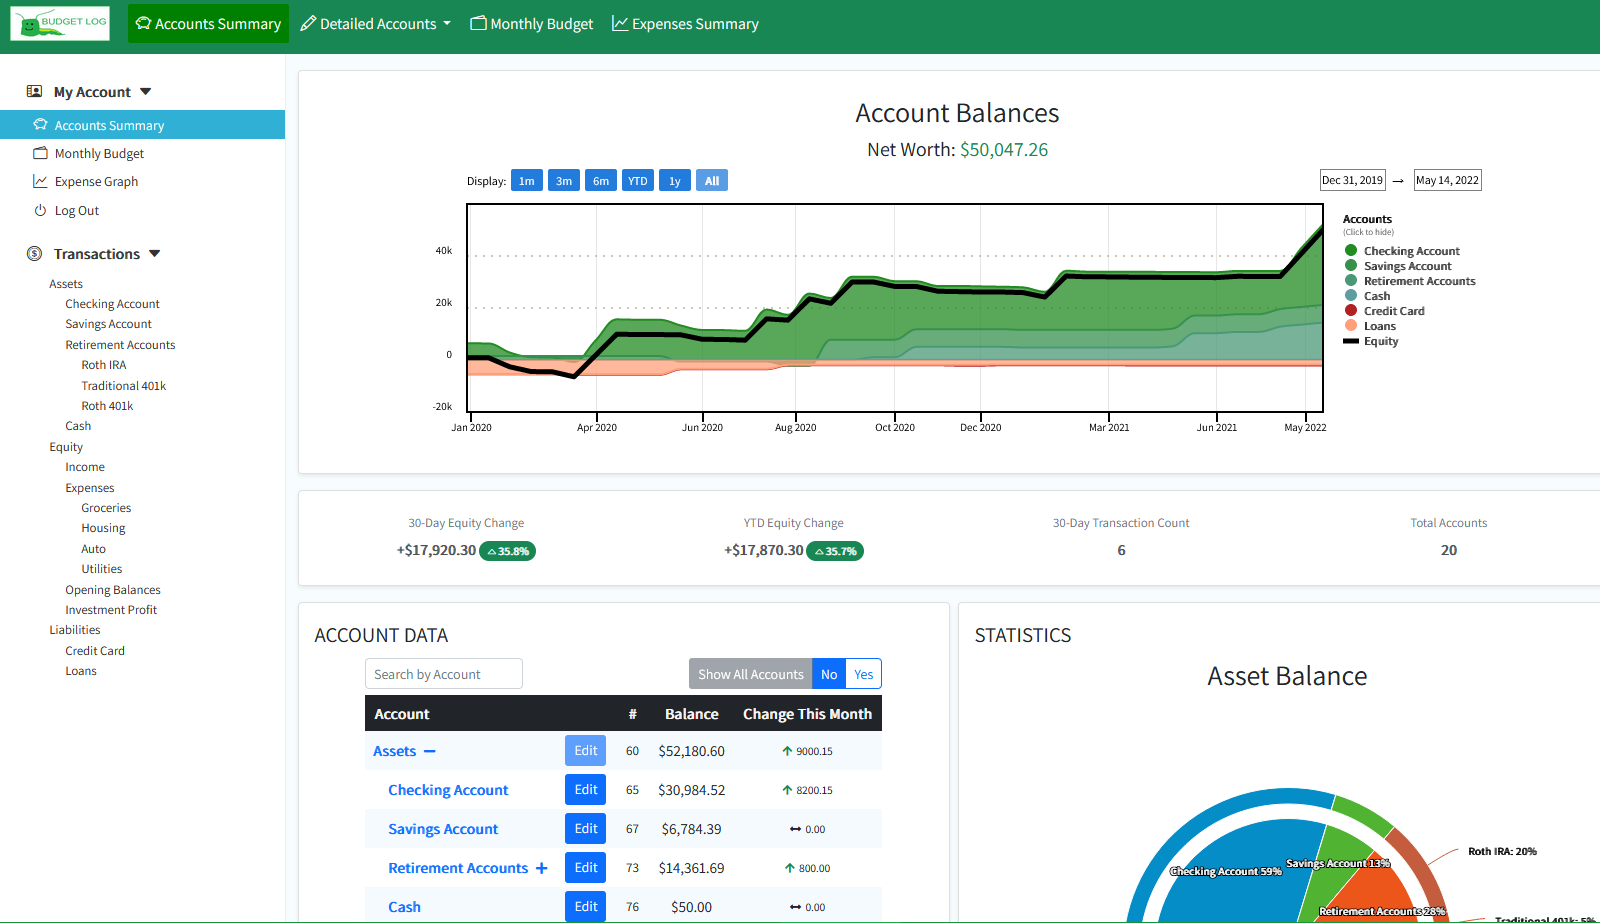 BUDGET LOG
Accounts Summary
Detailed Accounts
Monthly Budget
Expenses Summary
My Account
Accounts Summary
Monthly Budget
Expense Graph
Log Out
Transactions
Assets
Checking Account
Savings Account
Retirement Accounts
Roth IRA
Traditional 401k
Roth 401k
Cash
Equity
Income
Expenses
Groceries
Housing
Auto
Utilities
Opening Balances
Investment Profit
Liabilities
Credit Card
Loans
Account Balances
Net Worth: $50,047.26
Display: 1m 3m 6m YTD 1y All
Dec 31, 2019 → May 14, 2022
40k
20k
0
-20k
Jan 2020 Apr 2020 Jun 2020 Aug 2020 Oct 2020 Dec 2020 Mar 2021 Jun 2021 May 2022
Accounts
(Click to hide)
Checking Account
Savings Account
Retirement Accounts
Cash
Credit Card
Loans
Equity
30-Day Equity Change
+$17,920.30 35.8%
YTD Equity Change
+$17,870.30 35.7%
30-Day Transaction Count
6
Total Accounts
20
ACCOUNT DATA
Search by Account
Show All Accounts No Yes
Account # Balance Change This Month
Assets Edit 60 $52,180.60 9000.15
Checking Account Edit 65 $30,984.52 8200.15
Savings Account Edit 67 $6,784.39 0.00
Retirement Accounts Edit 73 $14,361.69 800.00
Cash Edit 76 $50.00 0.00
STATISTICS
Asset Balance
Roth IRA: 20%
Savings Account 13%
Checking Account 59%
Retirement Accounts 28%
Traditional 401k: 5%